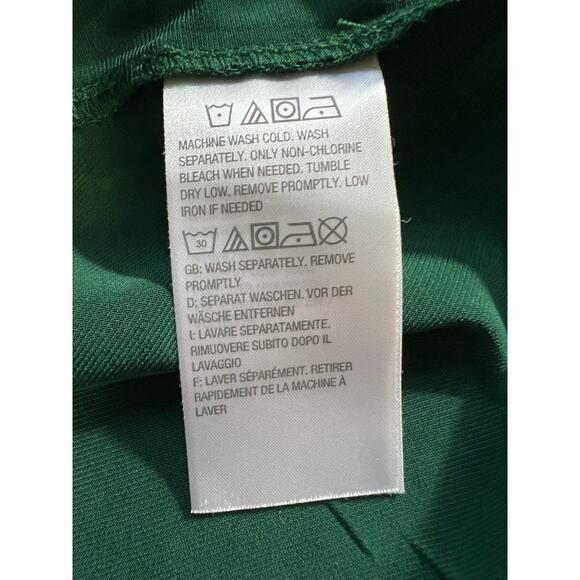 MACHINE WASH COLD. WASH
SEPARATELY. ONLY NON-CHLORINE
BLEACH WHEN NEEDED. TUMBLE
DRY LOW. REMOVE PROMPTLY. LOW
IRON IF NEEDED
30
GB: WASH SEPARATELY. REMOVE
PROMPTLY
D: SEPARAT WASCHEN. VOR DER
WÄSCHE ENTFERNEN
I: LAVARE SEPARATAMENTE.
RIMUOVERE SUBITO DOPO IL
LAVAGGIO
F: LAVER SÉPARÉMENT. RETIRER
RAPIDEMENT DE LA MACHINE À
LAVER